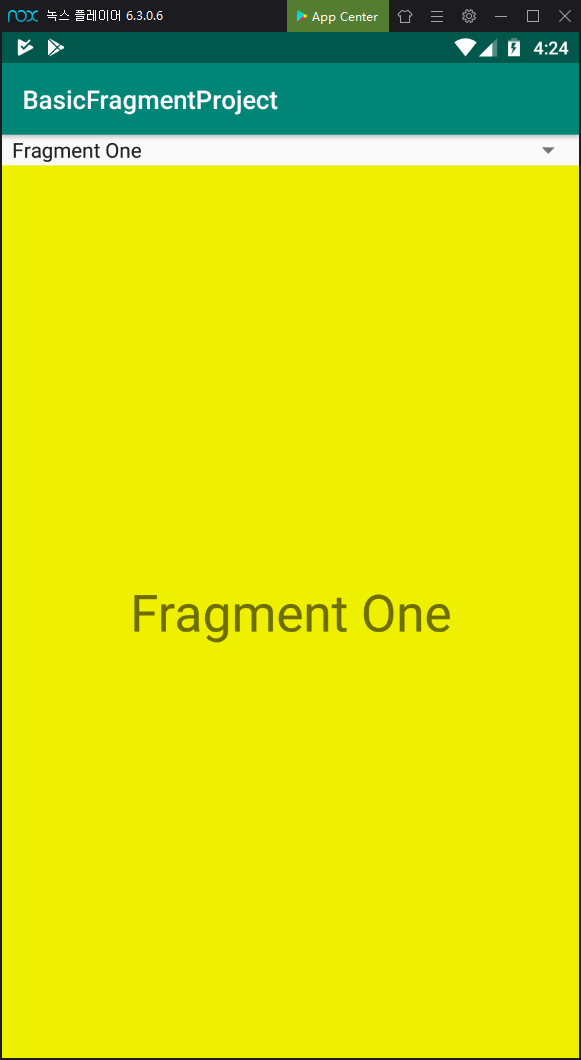 nox 녹스 플레이어 6.3.0.6 App Center
4:24
BasicFragmentProject
Fragment One
Fragment One